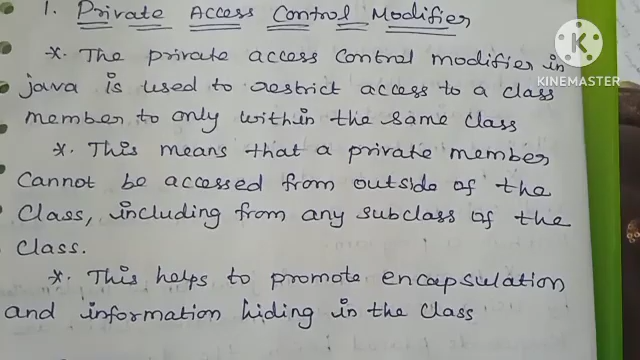 1. Private Access Control Modifier
*. The private access control modifier in
java is used to restrict access to a class
member to only within the same class
*. This means that a private member
cannot be accessed from outside of the
class, including from any subclass of the
class.
*. This helps to promote encapsulation
and information hiding in the class
KINEMASTER